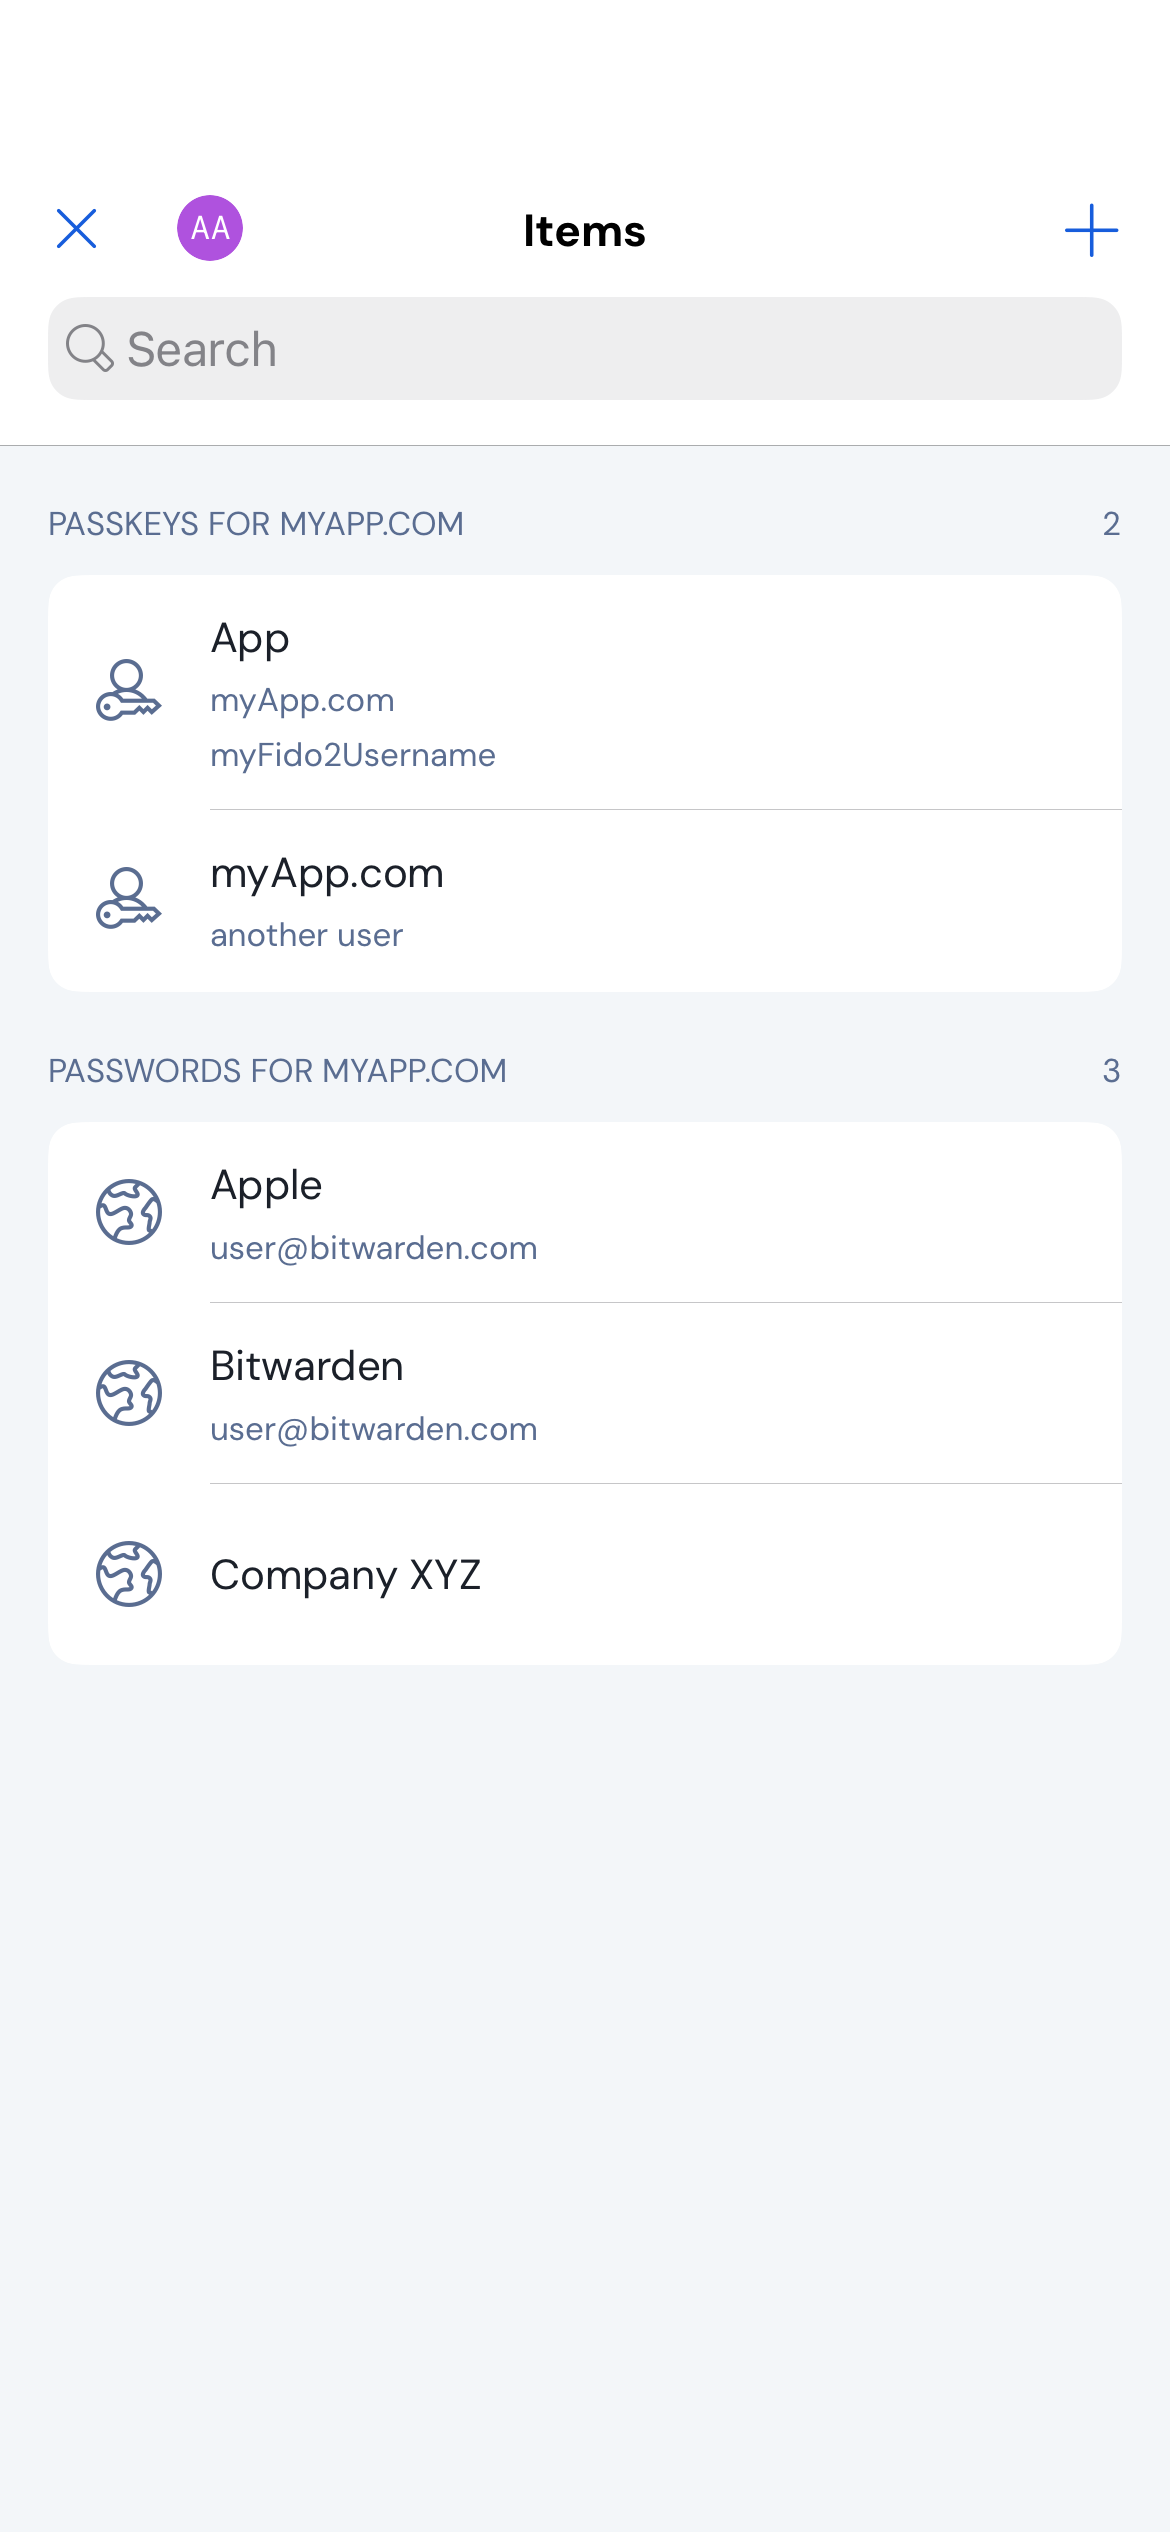 AA
Items
Search
PASSKEYS FOR MYAPP.COM 2
App
myApp.com
myFido2Username
myApp.com
another user
PASSWORDS FOR MYAPP.COM 3
Apple
user@bitwarden.com
Bitwarden
user@bitwarden.com
Company XYZ